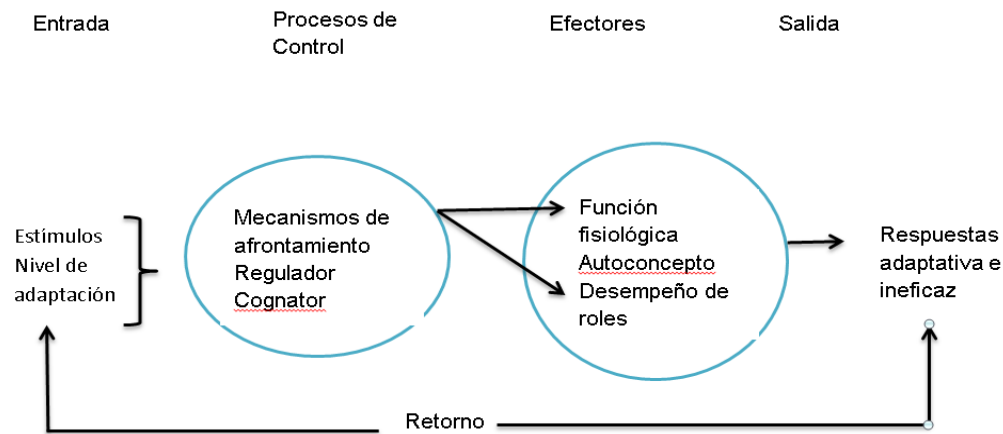 Entrada
Procesos de
Control
Efectores
Salida
Estímulos
Nivel de
adaptación
Mecanismos de
afrontamiento
Regulador
Cognator
Función
fisiológica
Autoconcepto
Desempeño de
roles
Respuestas
adaptativa e
ineficaz
Retorno